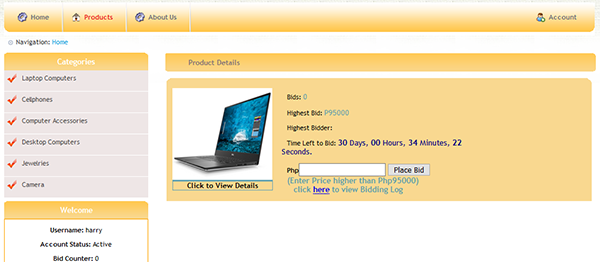 Home
Products
About Us
Account
Navigation: Home
Categories
Laptop Computers
Cellphones
Computer Accessories
Desktop Computers
Jewelries
Camera
Welcome
Username: harry
Account Status: Active
Bid Counter: 0
Product Details
Click to View Details
Bids: 0
Highest Bid: P95000
Highest Bidder:
Time Left to Bid: 30 Days, 00 Hours, 34 Minutes, 22
Seconds.
Php
Place Bid
(Enter Price higher than Php95000)
click here to view Bidding Log